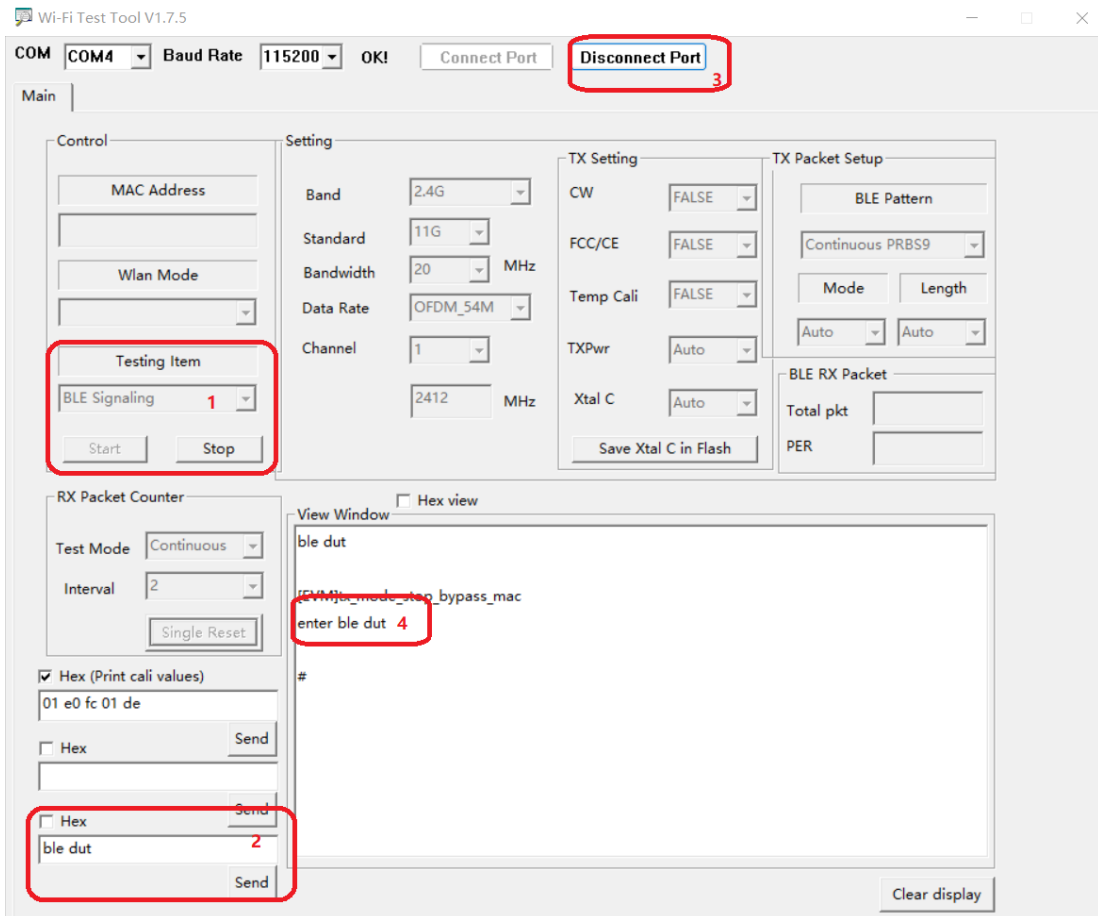 Wi-Fi Test Tool V1.7.5
COM COM4 Baud Rate 115200 OK! Connect Port Disconnect Port
3
Main
Control
MAC Address
Wlan Mode
Testing Item
BLE Signaling 1
Start Stop
Setting
Band 2.4G
Standard 11G
Bandwidth 20 MHz
Data Rate OFDM_54M
Channel 1
2412 MHz
TX Setting
CW FALSE
FCC/CE FALSE
Temp Cali FALSE
TXPwr Auto
Xtal C Auto
Save Xtal C in Flash
TX Packet Setup
BLE Pattern
Continuous PRBS9
Mode Length
Auto Auto
BLE RX Packet
Total pkt
PER
RX Packet Counter
Test Mode Continuous
Interval 2
Single Reset
Hex (Print cali values)
01 e0 fc 01 de
Send
Hex
Send
Hex
ble dut 2
Send
Hex view
View Window
ble dut
[EVM]tx_mode_stop_bypass_mac
enter ble dut 4
#
Clear display